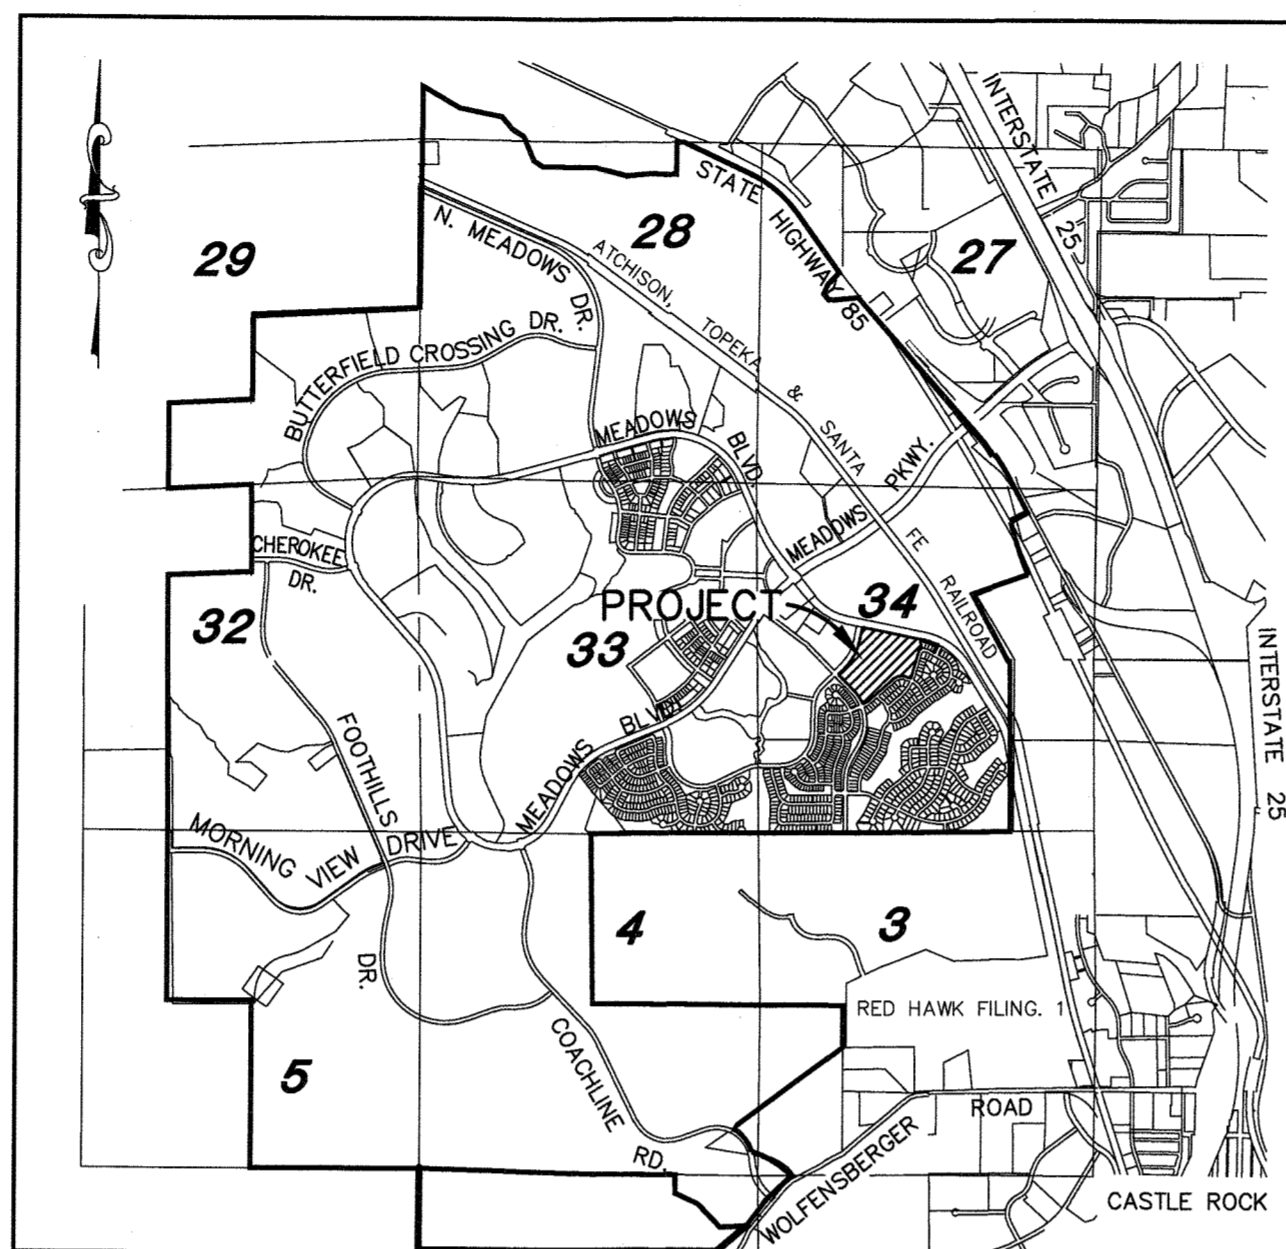 INTERSTATE 25
STATE HIGHWAY 85
28
29
27
N. MEADOWS DR.
ATCHISON, TOPEKA & SANTA FE RAILROAD
BUTTERFIELD CROSSING DR.
MEADOWS BLVD.
MEADOWS PKWY.
CHEROKEE DR.
PROJECT
34
32
33
INTERSTATE 25
FOOTHILLS DR.
MEADOWS BLVD.
MORNING VIEW DRIVE
4
3
RED HAWK FILING. 1
5
COACHLINE RD.
WOLFENSBERGER ROAD
CASTLE ROCK